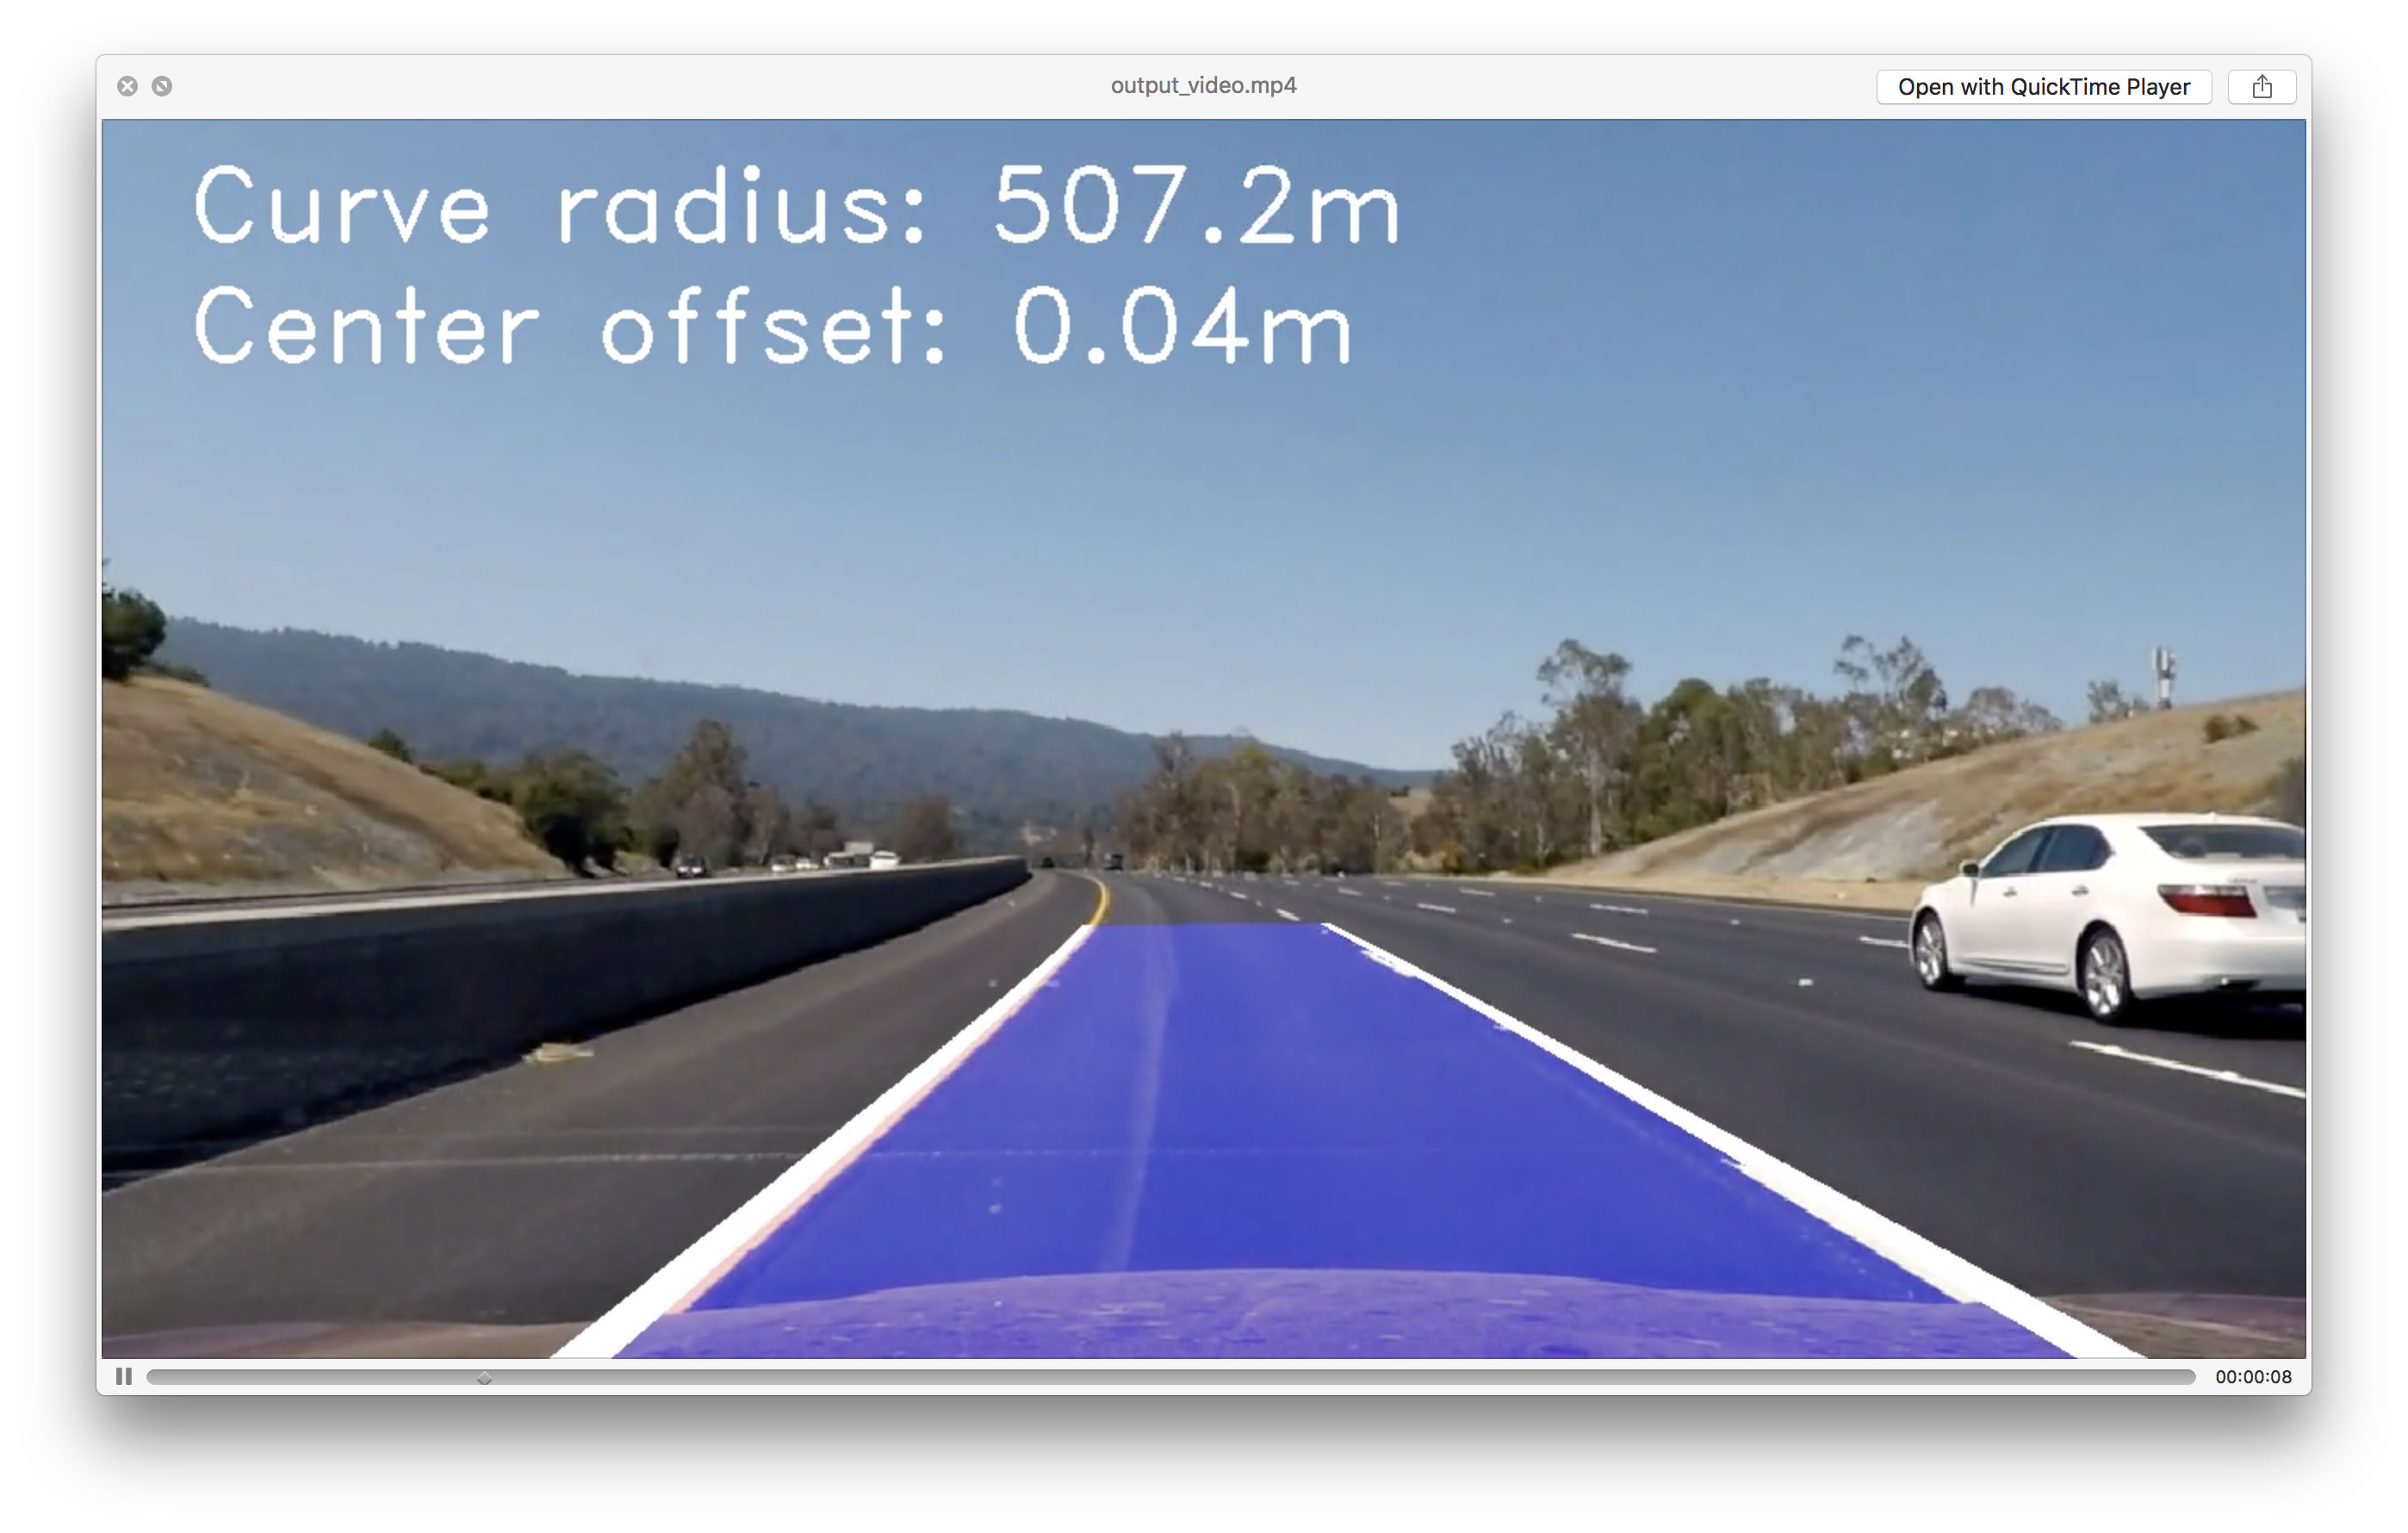 output_video.mp4
Open with QuickTime Player
Curve radius: 507.2m
Center offset: 0.04m
00:00:08